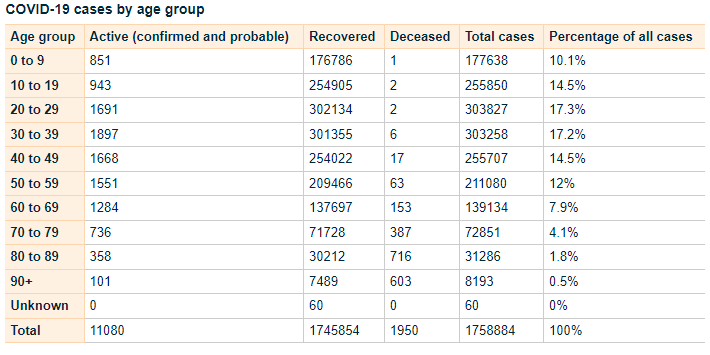 COVID-19 cases by age group
Age group Active (confirmed and probable) Recovered Deceased Total cases Percentage of all cases
0 to 9 851 176786 1 177638 10.1%
10 to 19 943 254905 2 255850 14.5%
20 to 29 1691 302134 2 303827 17.3%
30 to 39 1897 301355 6 303258 17.2%
40 to 49 1668 254022 17 255707 14.5%
50 to 59 1551 209466 63 211080 12%
60 to 69 1284 137697 153 139134 7.9%
70 to 79 736 71728 387 72851 4.1%
80 to 89 358 30212 716 31286 1.8%
90+ 101 7489 603 8193 0.5%
Unknown 0 60 0 60 0%
Total 11080 1745854 1950 1758884 100%